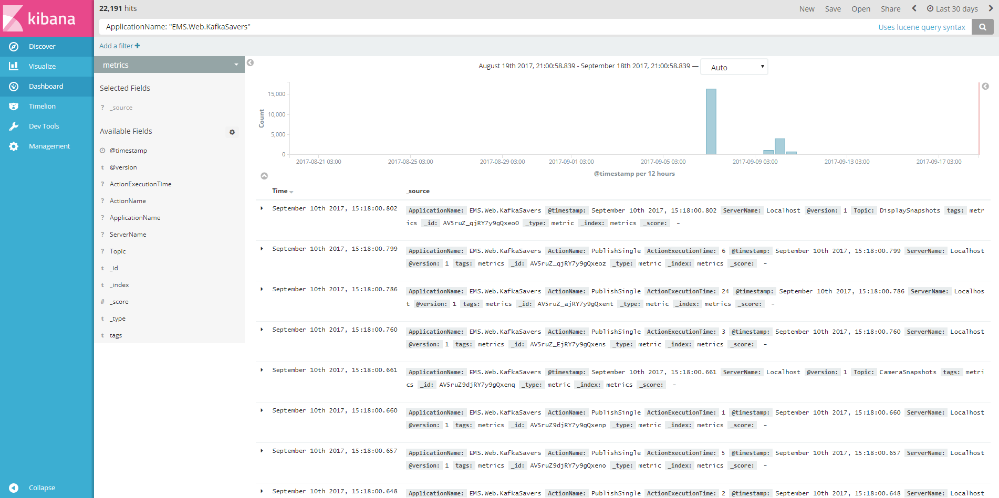 kibana
Discover
Visualize
Dashboard
Timelion
Dev Tools
Management
Collapse
22,191 hits
New Save Open Share Last 30 days
ApplicationName: "EMS.Web.KafkaSavers"
Uses lucene query syntax
Add a filter
metrics
Selected Fields
? _source
Available Fields
@timestamp
t @version
? ActionExecutionTime
? ActionName
? ApplicationName
? ServerName
? Topic
t _id
t _index
# _score
t _type
t tags
August 19th 2017, 21:00:58.839 - September 18th 2017, 21:00:58.839 — Auto
Count
15,000
10,000
5,000
0
2017-08-21 03:00 2017-08-25 03:00 2017-08-29 03:00 2017-09-01 03:00 2017-09-05 03:00 2017-09-09 03:00 2017-09-13 03:00 2017-09-17 03:00
@timestamp per 12 hours
Time _source
September 10th 2017, 15:18:00.802 ApplicationName: EMS.Web.KafkaSavers @timestamp: September 10th 2017, 15:18:00.802 ServerName: Localhost @version: 1 Topic: DisplaySnapshots tags: metr
ics _id: AV5ruZ_qjRY7y9gQxeo0 _type: metric _index: metrics _score: -
September 10th 2017, 15:18:00.799 ApplicationName: EMS.Web.KafkaSavers ActionName: PublishSingle ActionExecutionTime: 6 @timestamp: September 10th 2017, 15:18:00.799 ServerName: Localhost
@version: 1 tags: metrics _id: AV5ruZ_qjRY7y9gQxeoz _type: metric _index: metrics _score: -
September 10th 2017, 15:18:00.786 ApplicationName: EMS.Web.KafkaSavers ActionName: PublishSingle ActionExecutionTime: 24 @timestamp: September 10th 2017, 15:18:00.786 ServerName: Localhos
t @version: 1 tags: metrics _id: AV5ruZ_ajRY7y9gQxent _type: metric _index: metrics _score: -
September 10th 2017, 15:18:00.760 ApplicationName: EMS.Web.KafkaSavers ActionName: PublishSingle ActionExecutionTime: 3 @timestamp: September 10th 2017, 15:18:00.760 ServerName: Localhost
@version: 1 tags: metrics _id: AV5ruZ_EjRY7y9gQxens _type: metric _index: metrics _score: -
September 10th 2017, 15:18:00.661 ApplicationName: EMS.Web.KafkaSavers @timestamp: September 10th 2017, 15:18:00.661 ServerName: Localhost @version: 1 Topic: CameraSnapshots tags: metri
cs _id: AV5ruZ9djRY7y9gQxenq _type: metric _index: metrics _score: -
September 10th 2017, 15:18:00.660 ApplicationName: EMS.Web.KafkaSavers ActionName: PublishSingle ActionExecutionTime: 1 @timestamp: September 10th 2017, 15:18:00.660 ServerName: Localhost
@version: 1 tags: metrics _id: AV5ruZ9djRY7y9gQxenp _type: metric _index: metrics _score: -
September 10th 2017, 15:18:00.657 ApplicationName: EMS.Web.KafkaSavers ActionName: PublishSingle ActionExecutionTime: 5 @timestamp: September 10th 2017, 15:18:00.657 ServerName: Localhost
@version: 1 tags: metrics _id: AV5ruZ9djRY7y9gQxeno _type: metric _index: metrics _score: -
September 10th 2017, 15:18:00.648 ApplicationName: EMS.Web.KafkaSavers ActionName: PublishSingle ActionExecutionTime: 2 @timestamp: September 10th 2017, 15:18:00.648 ServerName: Localhost